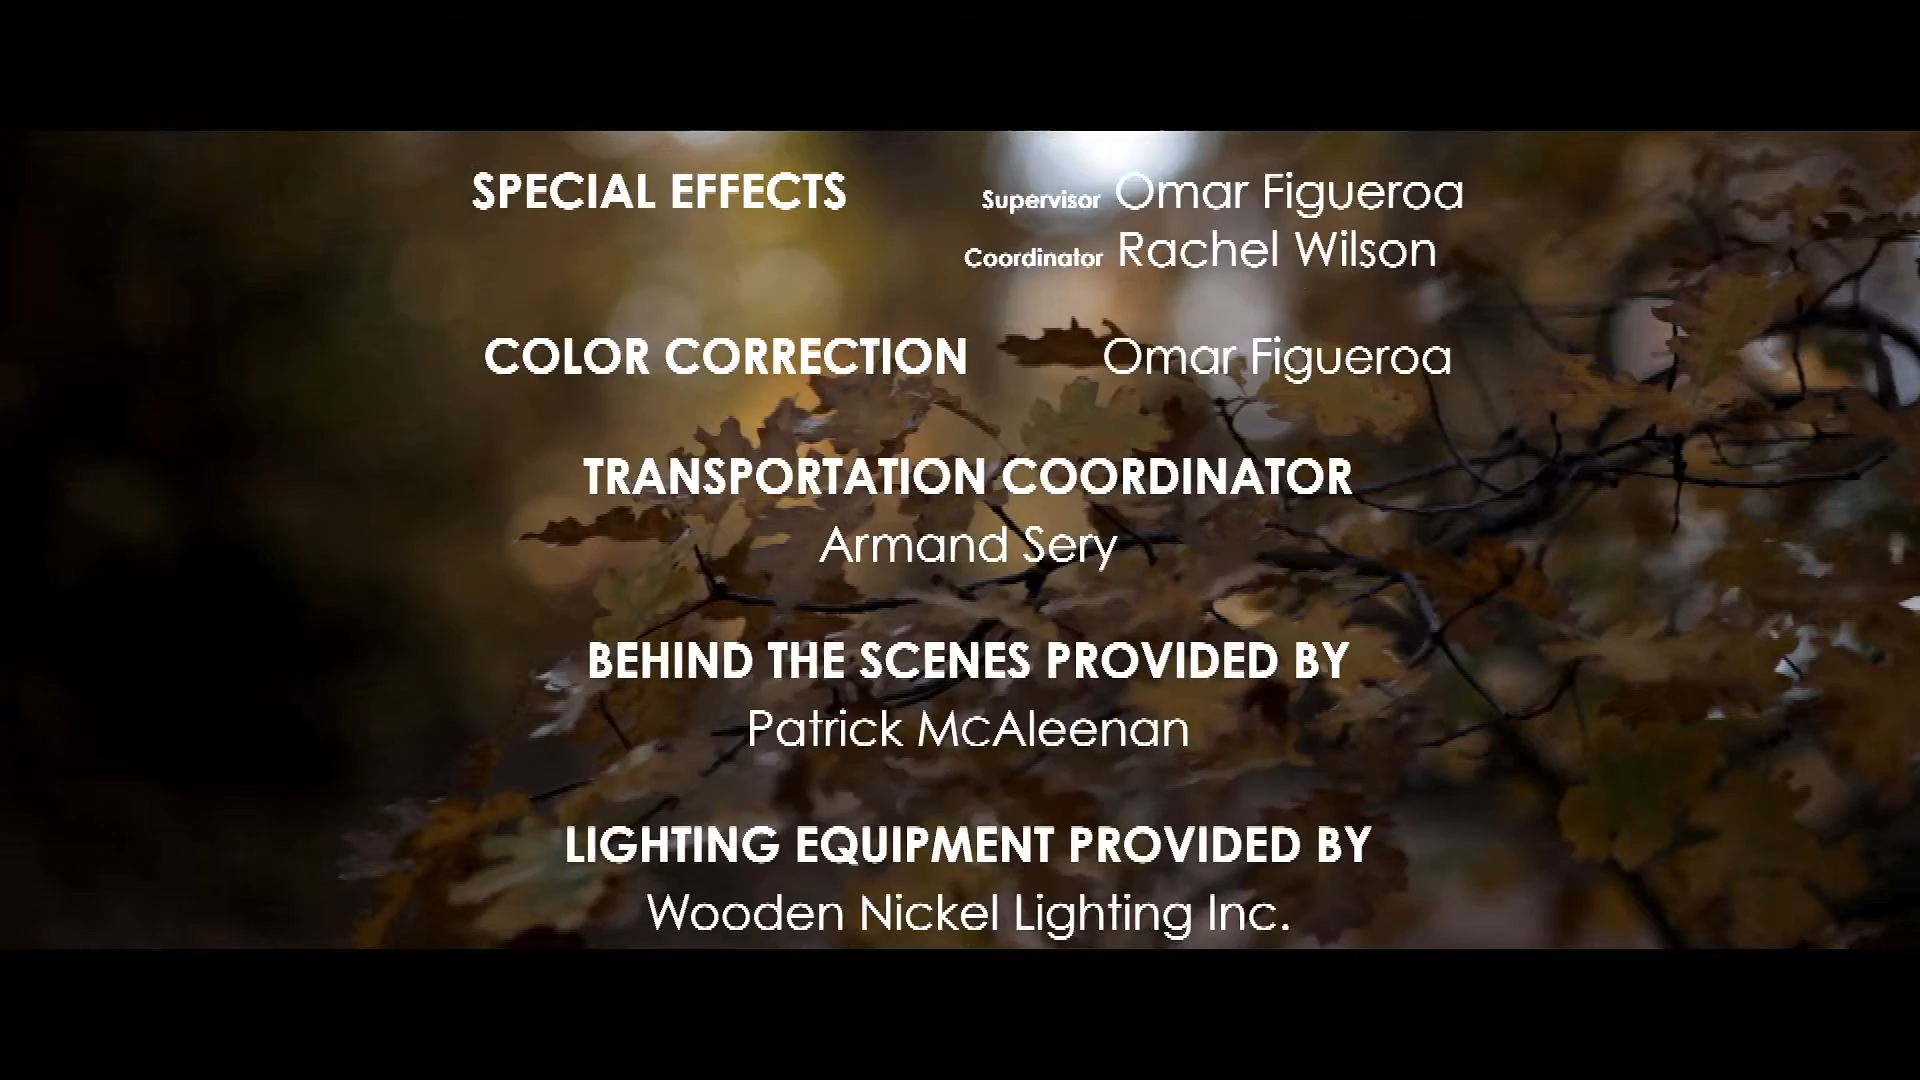 SPECIAL EFFECTS Supervisor Omar Figueroa
Coordinator Rachel Wilson
COLOR CORRECTION Omar Figueroa
TRANSPORTATION COORDINATOR
Armand Sery
BEHIND THE SCENES PROVIDED BY
Patrick McAleenan
LIGHTING EQUIPMENT PROVIDED BY
Wooden Nickel Lighting Inc.